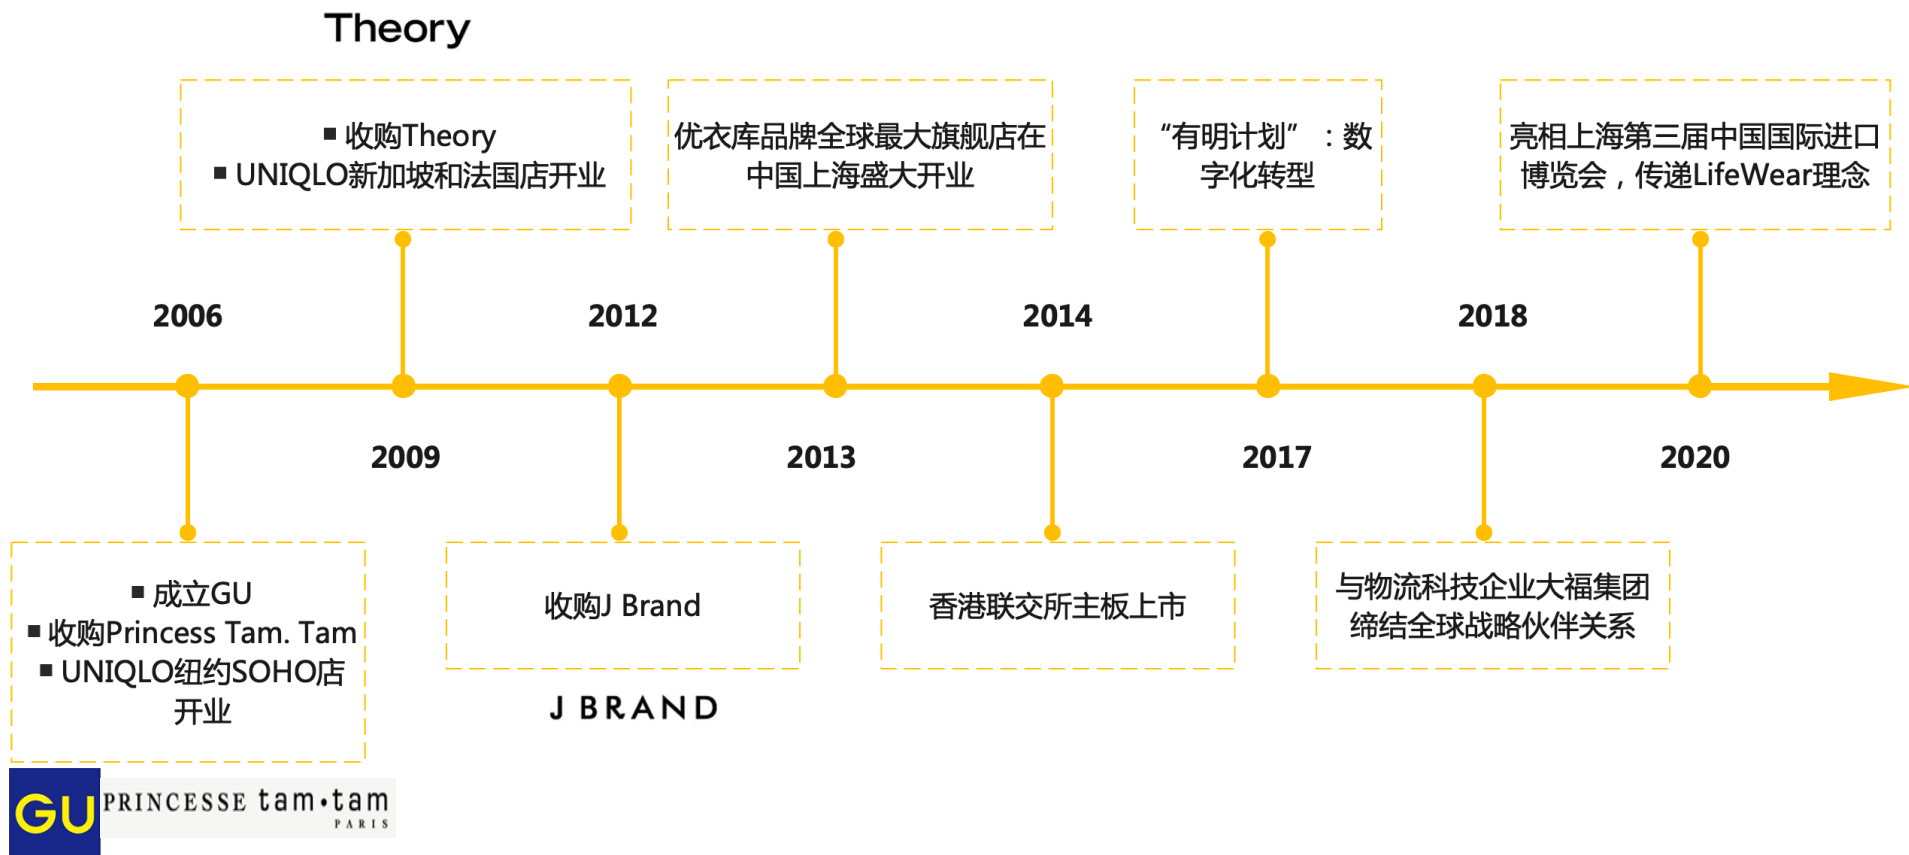 Theory
▪ 收购Theory
▪ UNIQLO新加坡和法国店开业
优衣库品牌全球最大旗舰店在
中国上海盛大开业
“有明计划”：数
字化转型
亮相上海第三届中国国际进口
博览会，传递LifeWear理念
2006
2012
2014
2018
2009
2013
2017
2020
▪ 成立GU
▪ 收购Princess Tam. Tam
▪ UNIQLO纽约SOHO店
开业
收购J Brand
香港联交所主板上市
与物流科技企业大福集团
缔结全球战略伙伴关系
J BRAND
GU
PRINCESSE tam•tam
PARIS